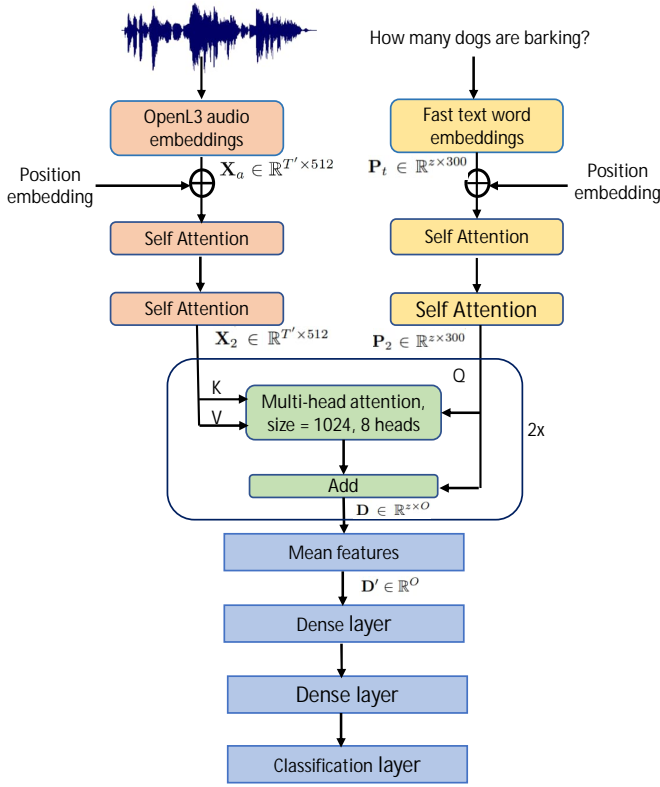 How many dogs are barking?
OpenL3 audio
embeddings
Fast text word
embeddings
X_a ∈ ℝ^{T′×512}
P_t ∈ ℝ^{z×300}
Position
embedding
Position
embedding
Self Attention
Self Attention
Self Attention
Self Attention
X_2 ∈ ℝ^{T′×512}
P_2 ∈ ℝ^{z×300}
K
Q
Multi-head attention,
size = 1024, 8 heads
V
2x
Add
D ∈ ℝ^{z×O}
Mean features
D′ ∈ ℝ^O
Dense layer
Dense layer
Classification layer